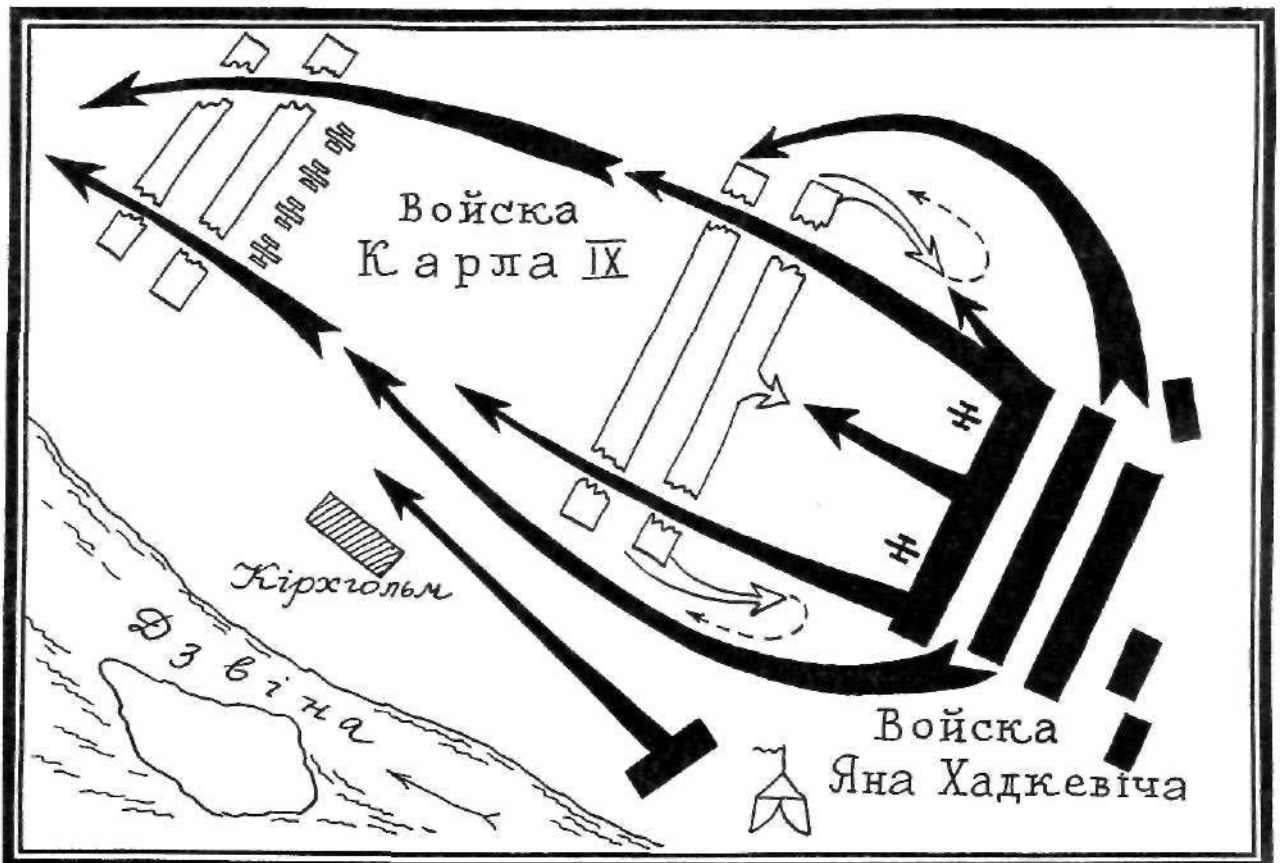 Войска
Карла IX
Кірхгольм
Дзвіна
Войска
Яна Хадкевіча